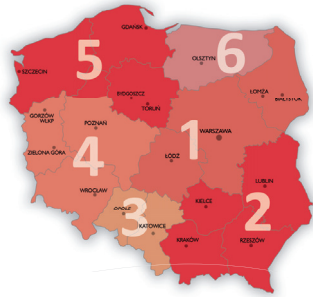 GDAŃSK
5
6
OLSZTYN
SZCZECIN
BYDGOSZCZ
TORUŃ
ŁOMŻA
BIAŁYSTOK
GORZÓW
WLKP
POZNAŃ
1
WARSZAWA
4
ZIELONA GÓRA
ŁÓDŹ
WROCŁAW
LUBLIN
KIELCE
2
3
OPOLE
KATOWICE
KRAKÓW
RZESZÓW